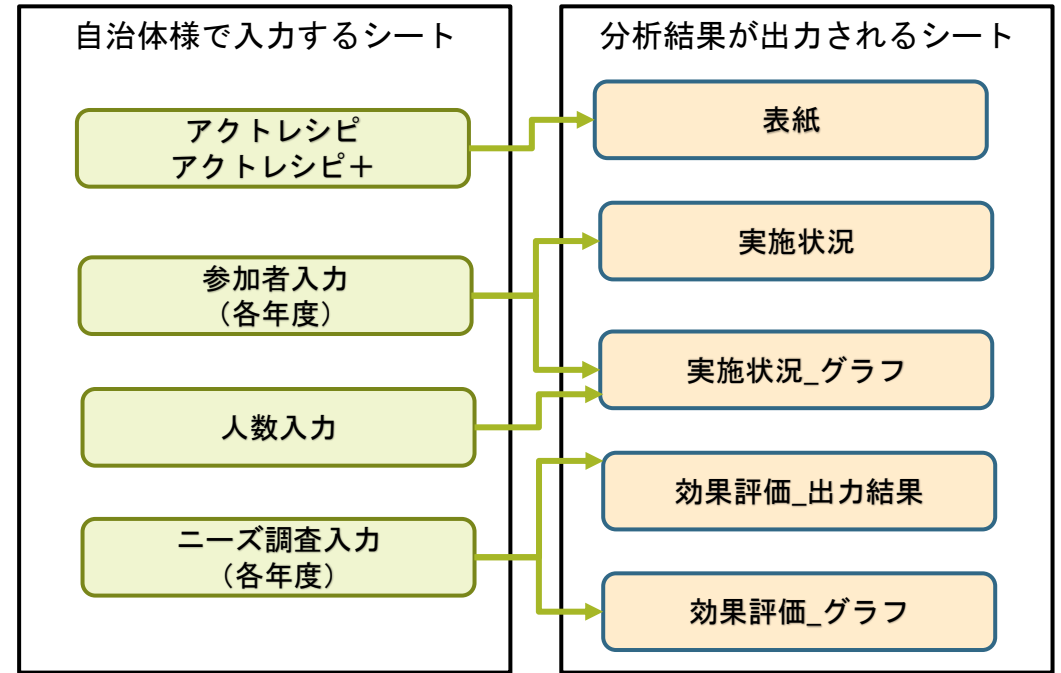 自治体様で入力するシート
アクトレシピ
アクトレシピ＋
参加者入力
（各年度）
人数入力
ニーズ調査入力
（各年度）
分析結果が出力されるシート
表紙
実施状況
実施状況_グラフ
効果評価_出力結果
効果評価_グラフ